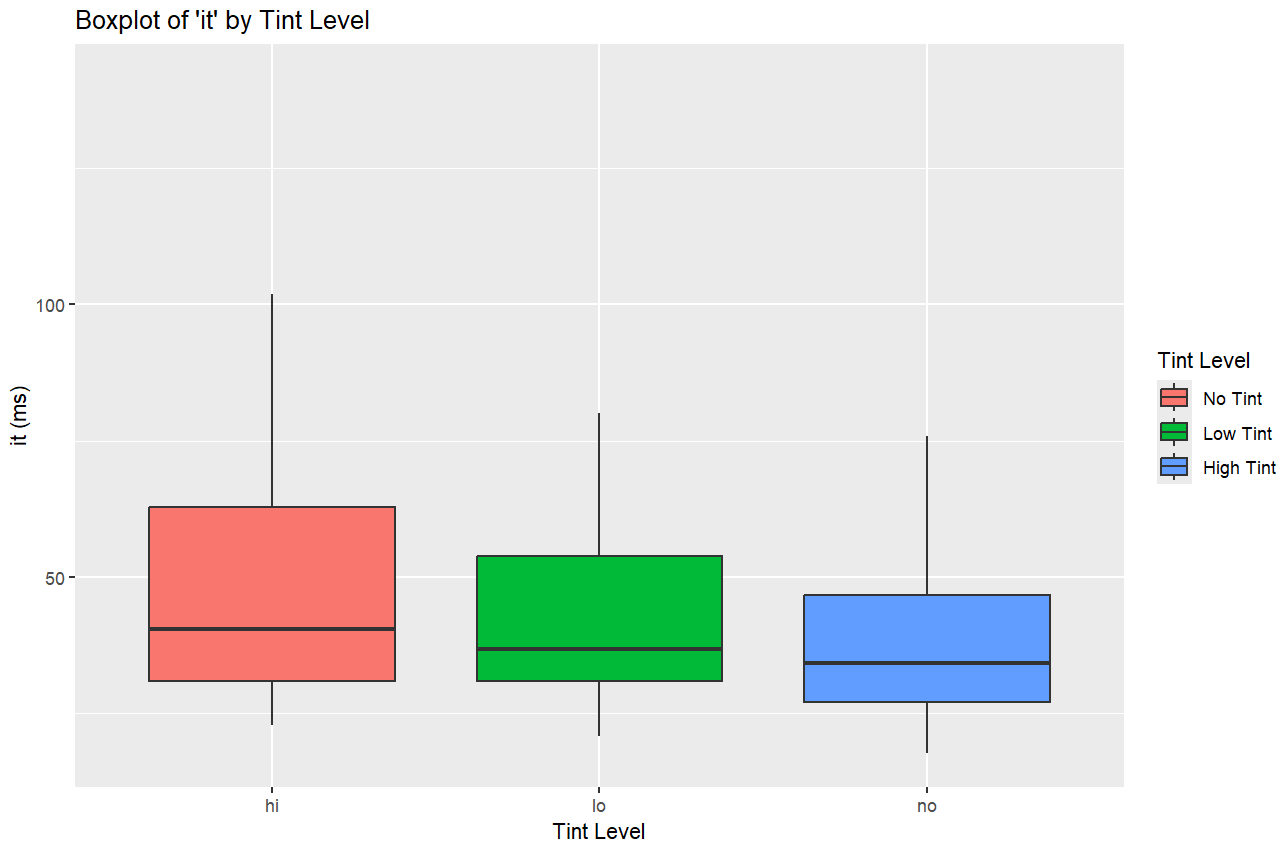 Boxplot of 'it' by Tint Level
it (ms)
100
50
hi lo no
Tint Level
Tint Level
No Tint
Low Tint
High Tint